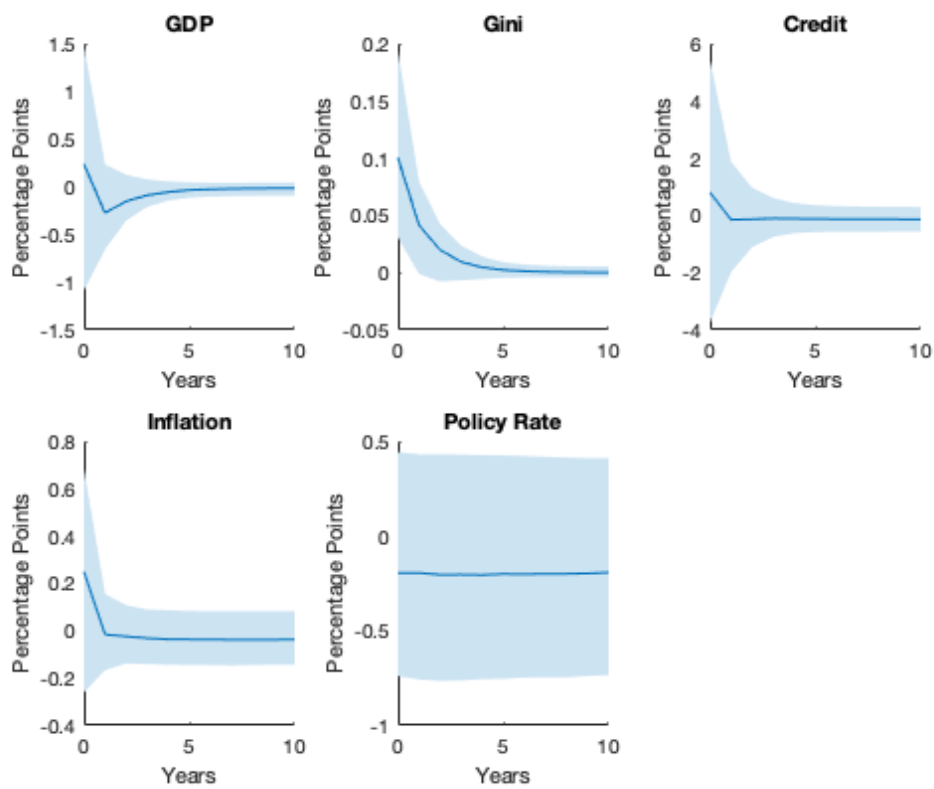 GDP
Percentage Points
1.5
1
0.5
0
-0.5
-1
-1.5
0 5 10
Years
Gini
Percentage Points
0.2
0.15
0.1
0.05
0
-0.05
0 5 10
Years
Credit
Percentage Points
6
4
2
0
-2
-4
0 5 10
Years
Inflation
Percentage Points
0.8
0.6
0.4
0.2
0
-0.2
-0.4
0 5 10
Years
Policy Rate
Percentage Points
0.5
0
-0.5
-1
0 5 10
Years